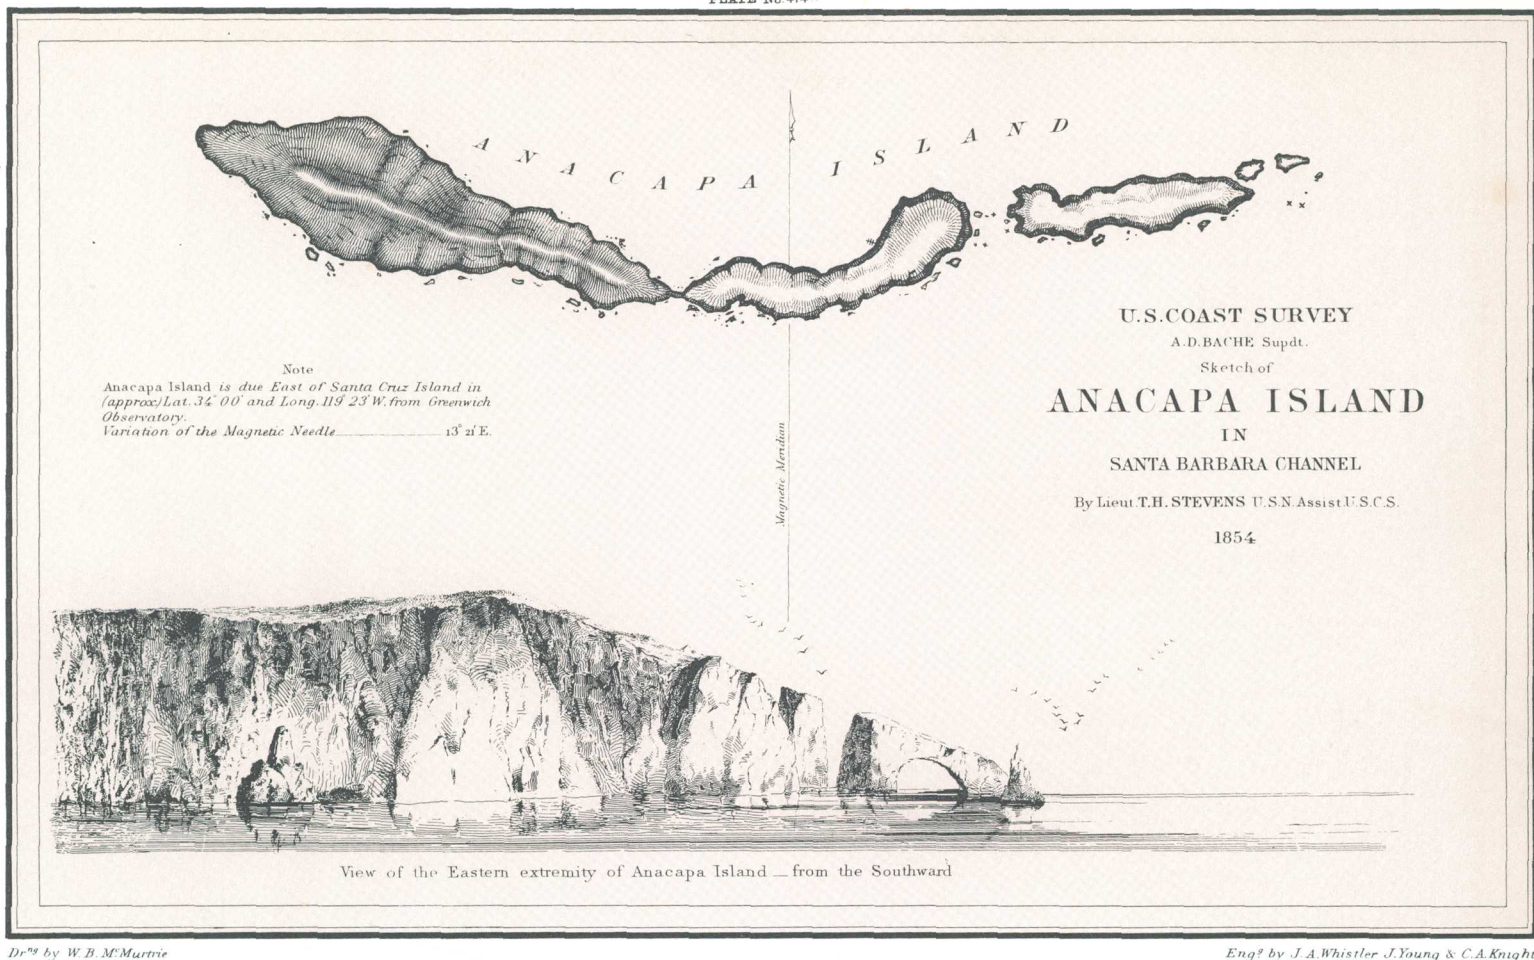 PLATE No.
ANACAPA ISLAND
U.S. COAST SURVEY
A.D. BACHE Supdt.
Sketch of
ANACAPA ISLAND
IN
SANTA BARBARA CHANNEL
By Lieut. T.H. STEVENS U.S.N. Assist. U.S.C.S.
1854
Note
Anacapa Island is due East of Santa Cruz Island in
(approx) Lat. 34° 00' and Long. 119° 23' W. from Greenwich
Observatory.
Variation of the Magnetic Needle 13° 21' E.
Magnetic Meridian
View of the Eastern extremity of Anacapa Island — from the Southward
Drng by W. B. McMurtrie
Engd by J. A. Whistler J. Young & C. A. Knight